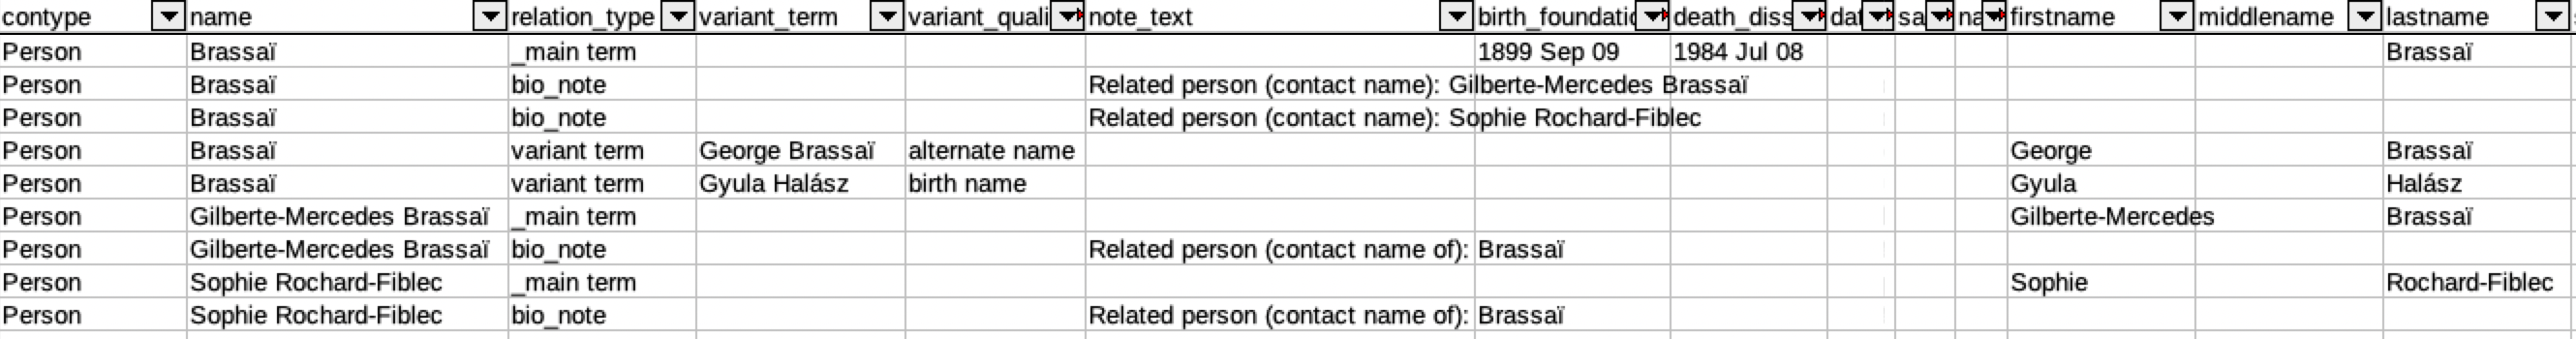 contype name relation_type variant_term variant_quali note_text birth_foundatio death_diss dat sa na firstname middlename lastname
Person Brassaï _main term 1899 Sep 09 1984 Jul 08 Brassaï
Person Brassaï bio_note Related person (contact name): Gilberte-Mercedes Brassaï
Person Brassaï bio_note Related person (contact name): Sophie Rochard-Fiblec
Person Brassaï variant term George Brassaï alternate name George Brassaï
Person Brassaï variant term Gyula Halász birth name Gyula Halász
Person Gilberte-Mercedes Brassaï _main term Gilberte-Mercedes Brassaï
Person Gilberte-Mercedes Brassaï bio_note Related person (contact name of): Brassaï
Person Sophie Rochard-Fiblec _main term Sophie Rochard-Fiblec
Person Sophie Rochard-Fiblec bio_note Related person (contact name of): Brassaï